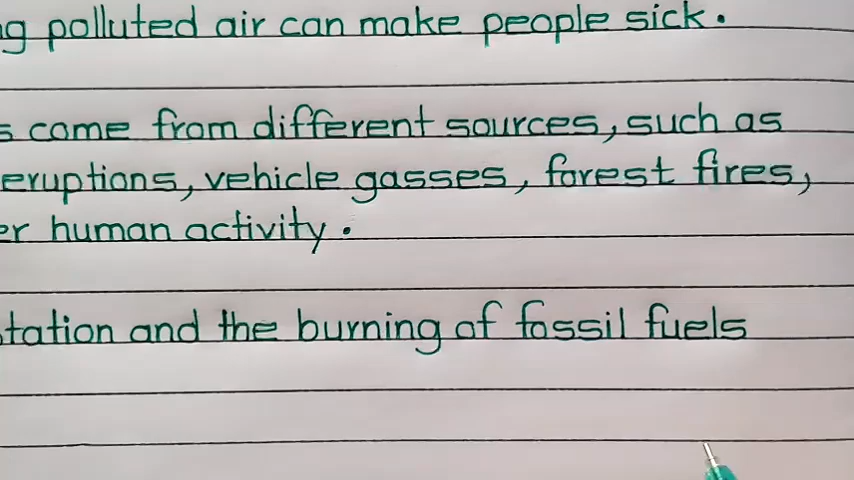 polluted air can make people sick.
come from different sources, such as
eruptions, vehicle gasses, forest fires,
human activity.
and the burning of fossil fuels